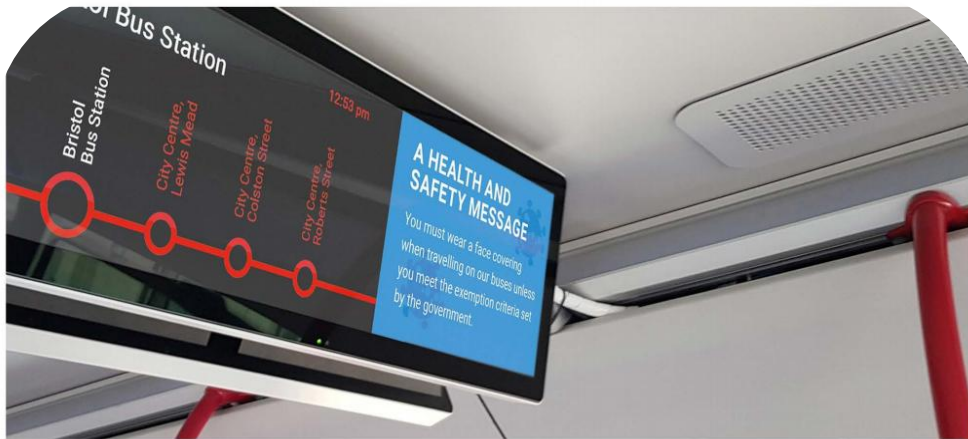 Bus Station
12:53 pm
Bristol
Bus Station
City Centre,
Lewis Mead
City Centre,
Colston Street
City Centre,
Roberts Street
A HEALTH AND
SAFETY MESSAGE
You must wear a face covering
when travelling on our buses unless
you meet the exemption criteria set
by the government.